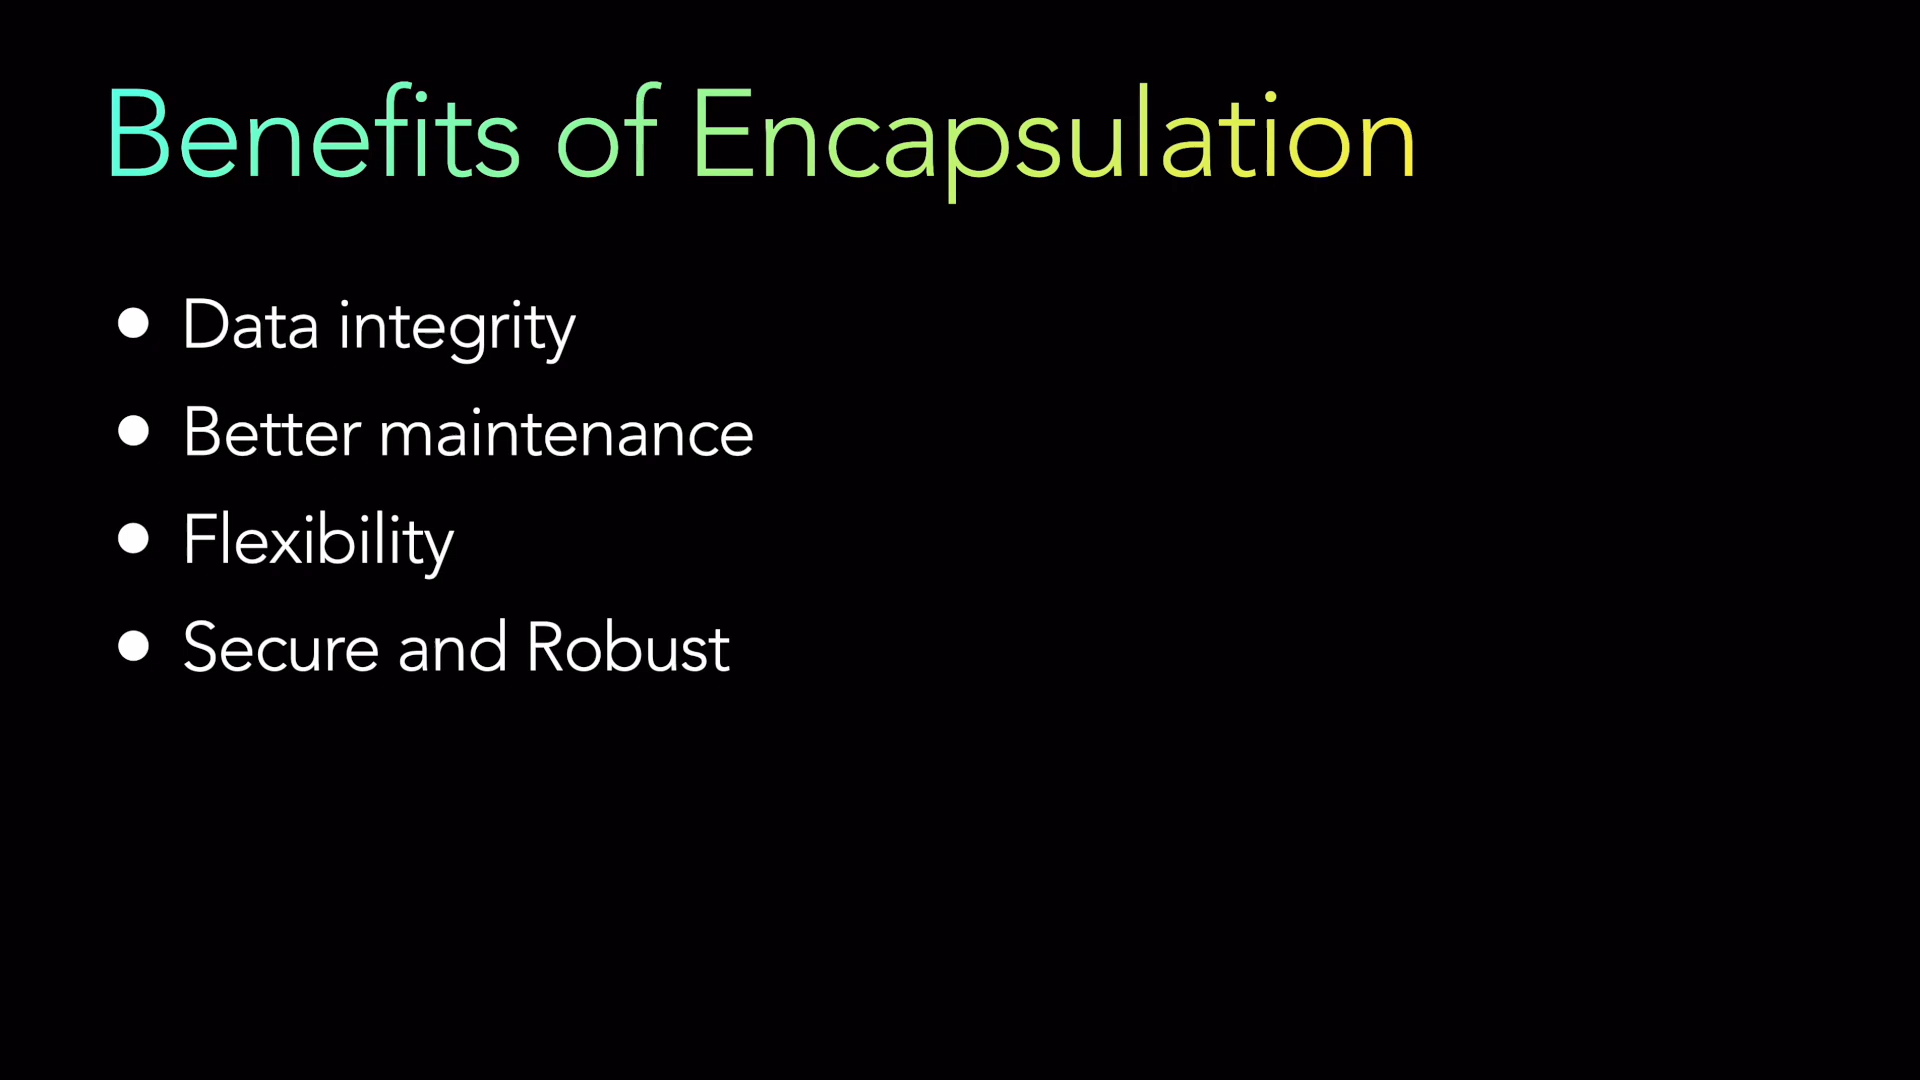 Benefits of Encapsulation
● Data integrity
● Better maintenance
● Flexibility
● Secure and Robust